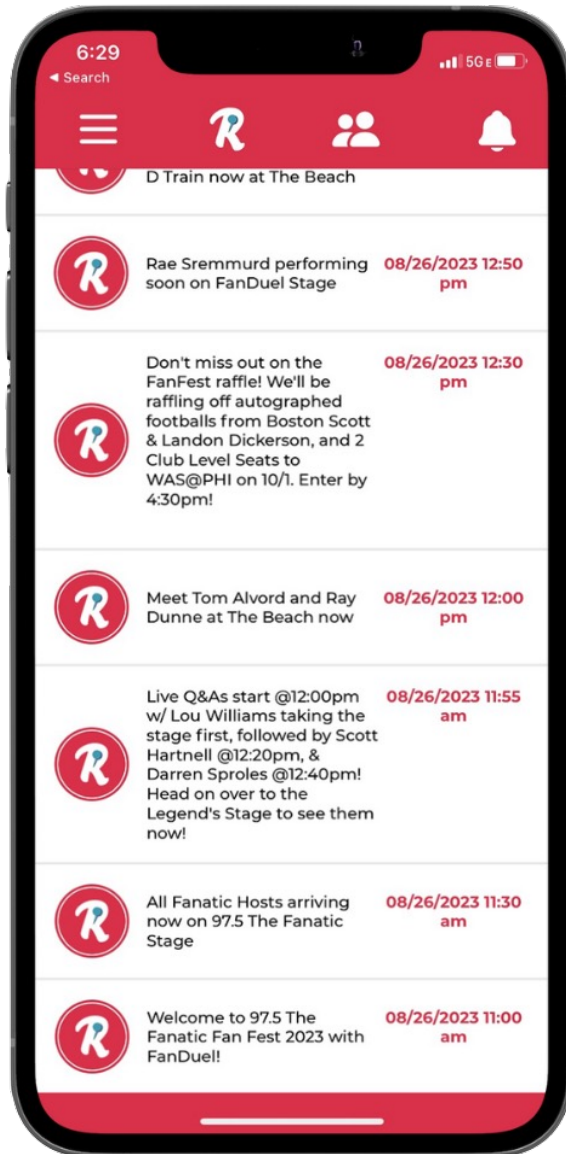 6:29
5G E
◄ Search
R
D Train now at The Beach
Rae Sremmurd performing
soon on FanDuel Stage
08/26/2023 12:50
pm
Don't miss out on the
FanFest raffle! We'll be
raffling off autographed
footballs from Boston Scott
& Landon Dickerson, and 2
Club Level Seats to
WAS@PHI on 10/1. Enter by
4:30pm!
08/26/2023 12:30
pm
Meet Tom Alvord and Ray
Dunne at The Beach now
08/26/2023 12:00
pm
Live Q&As start @12:00pm
w/ Lou Williams taking the
stage first, followed by Scott
Hartnell @12:20pm, &
Darren Sproles @12:40pm!
Head on over to the
Legend's Stage to see them
now!
08/26/2023 11:55
am
All Fanatic Hosts arriving
now on 97.5 The Fanatic
Stage
08/26/2023 11:30
am
Welcome to 97.5 The
Fanatic Fan Fest 2023 with
FanDuel!
08/26/2023 11:00
am